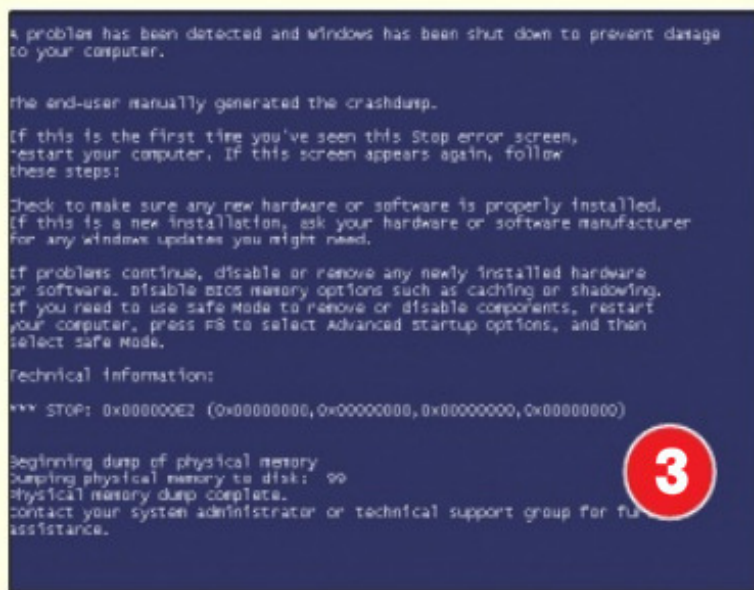 A problem has been detected and windows has been shut down to prevent damage
to your computer.
The end-user manually generated the crashdump.
If this is the first time you've seen this Stop error screen,
restart your computer. If this screen appears again, follow
these steps:
Check to make sure any new hardware or software is properly installed.
If this is a new installation, ask your hardware or software manufacturer
for any windows updates you might need.
If problems continue, disable or remove any newly installed hardware
or software. Disable BIOS memory options such as caching or shadowing.
If you need to use Safe Mode to remove or disable components, restart
your computer, press F8 to select Advanced Startup Options, and then
select Safe Mode.
Technical information:
*** STOP: 0x000000E2 (0x00000000,0x00000000,0x00000000,0x00000000)
Beginning dump of physical memory
Dumping physical memory to disk: 99
Physical memory dump complete.
Contact your system administrator or technical support group for
assistance.
3